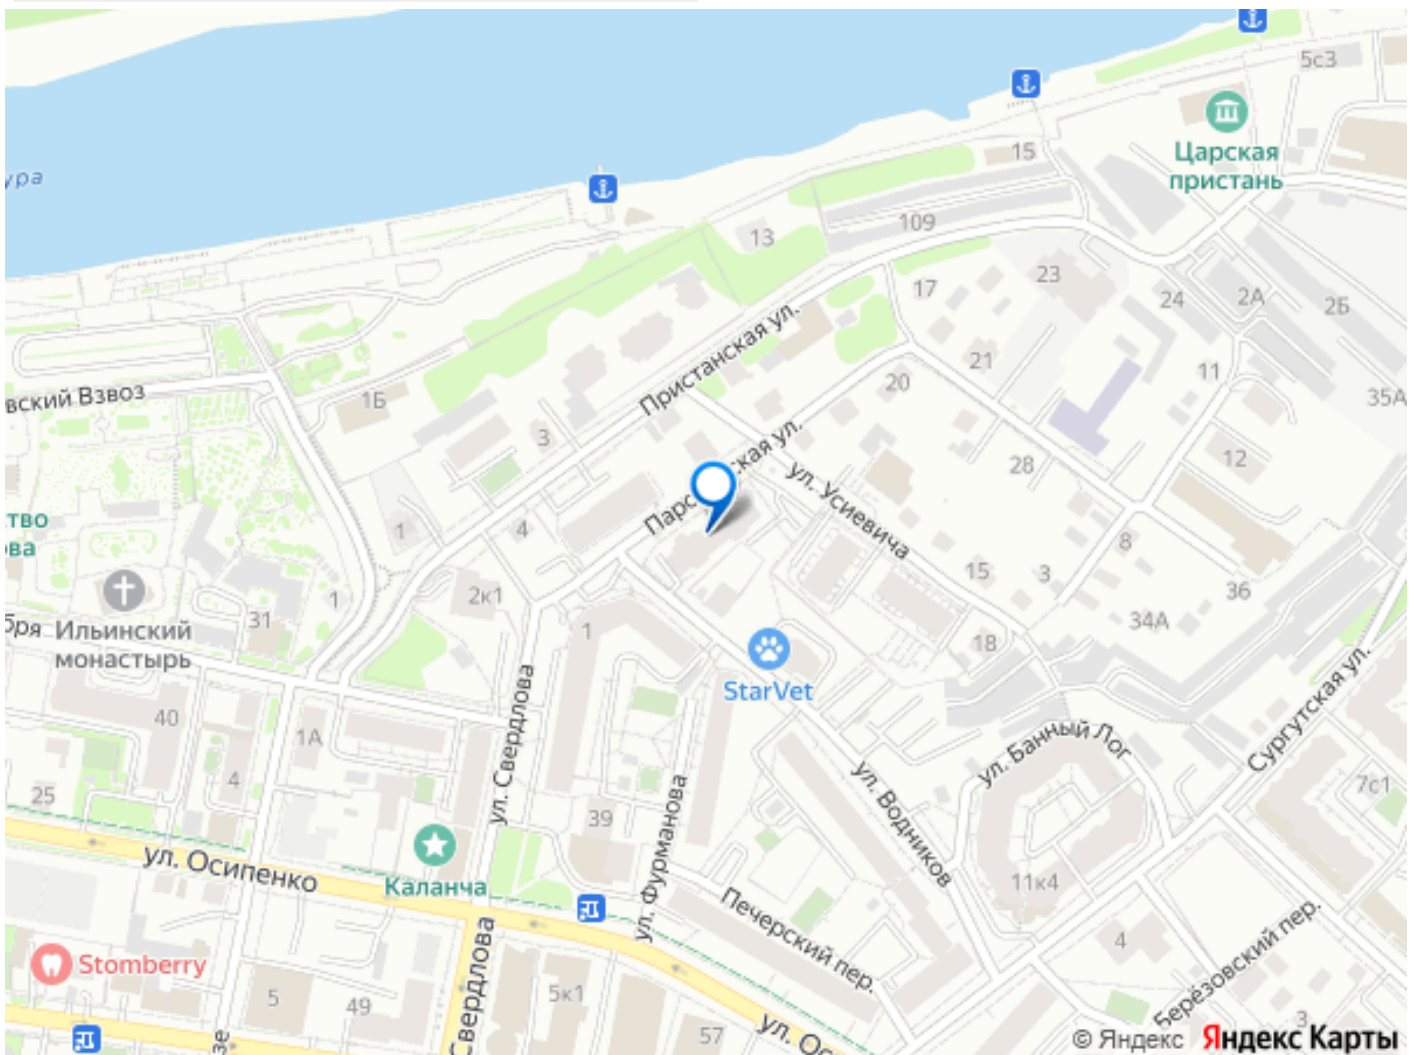 5с3
Царская
пристань
15
ура
109
13
23
17
24
2А
2Б
Пристанская ул.
21
11
35А
20
вский Взвоз
1Б
3
12
28
ул. Усиевича
тво
ва
1
4
8
15
3
36
2к1
1
31
бря
Ильинский
монастырь
1
34А
18
StarVet
40
1А
ул. Свердлова
ул. Банный Лог
Сургутская ул.
4
25
7с1
39
ул. Фурманова
ул. Водников
ул. Осипенко
Каланча
11к4
Печерский пер.
4
Берёзовский пер.
Stomberry
Свердлова
5
49
5к1
57
ул. Ос
3
зе
© Яндекс Яндекс Карты